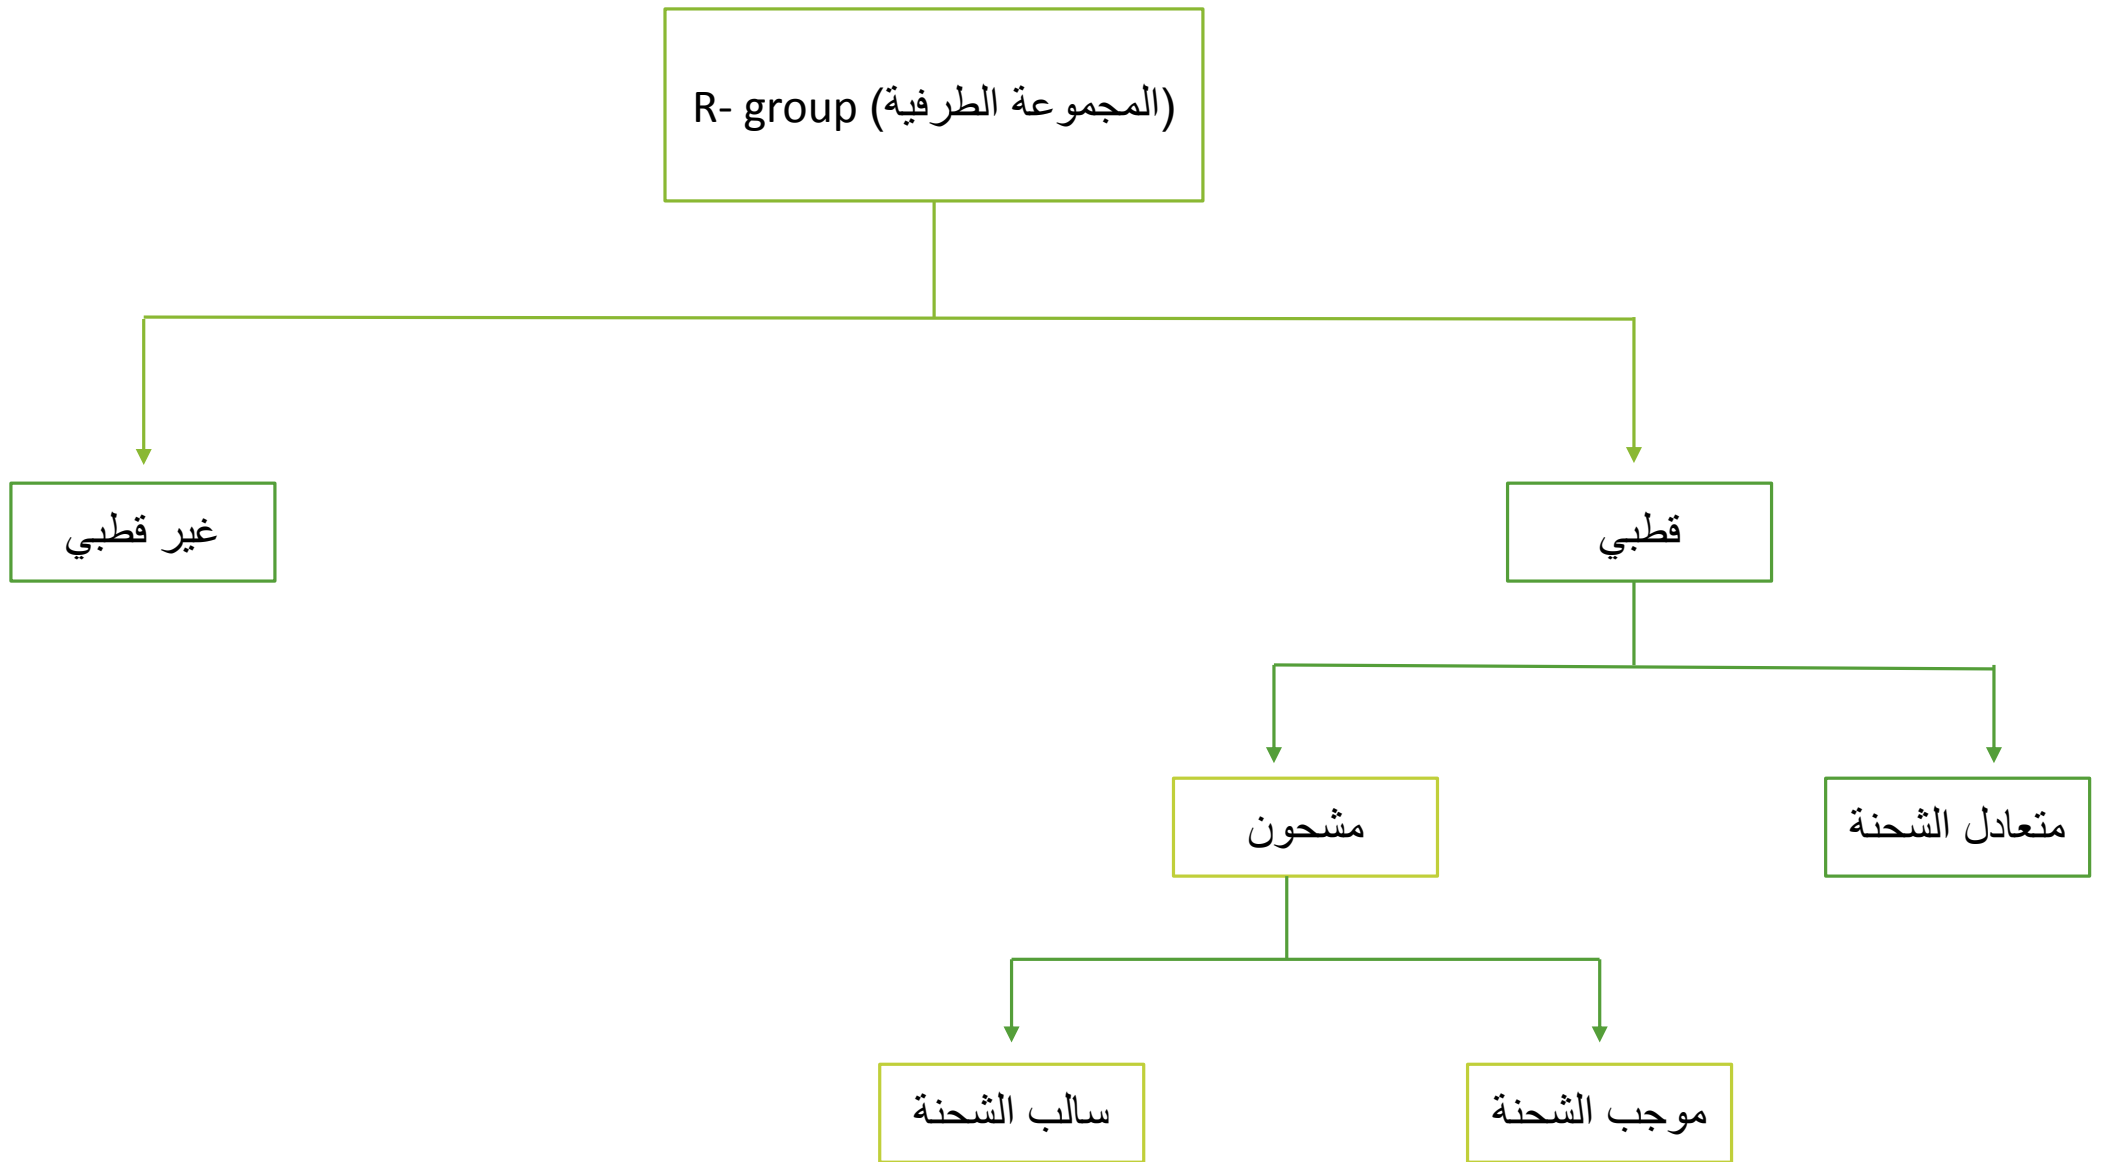 R- group (المجموعة الطرفية)
قطبي
غير قطبي
متعادل الشحنة
مشحون
موجب الشحنة
سالب الشحنة